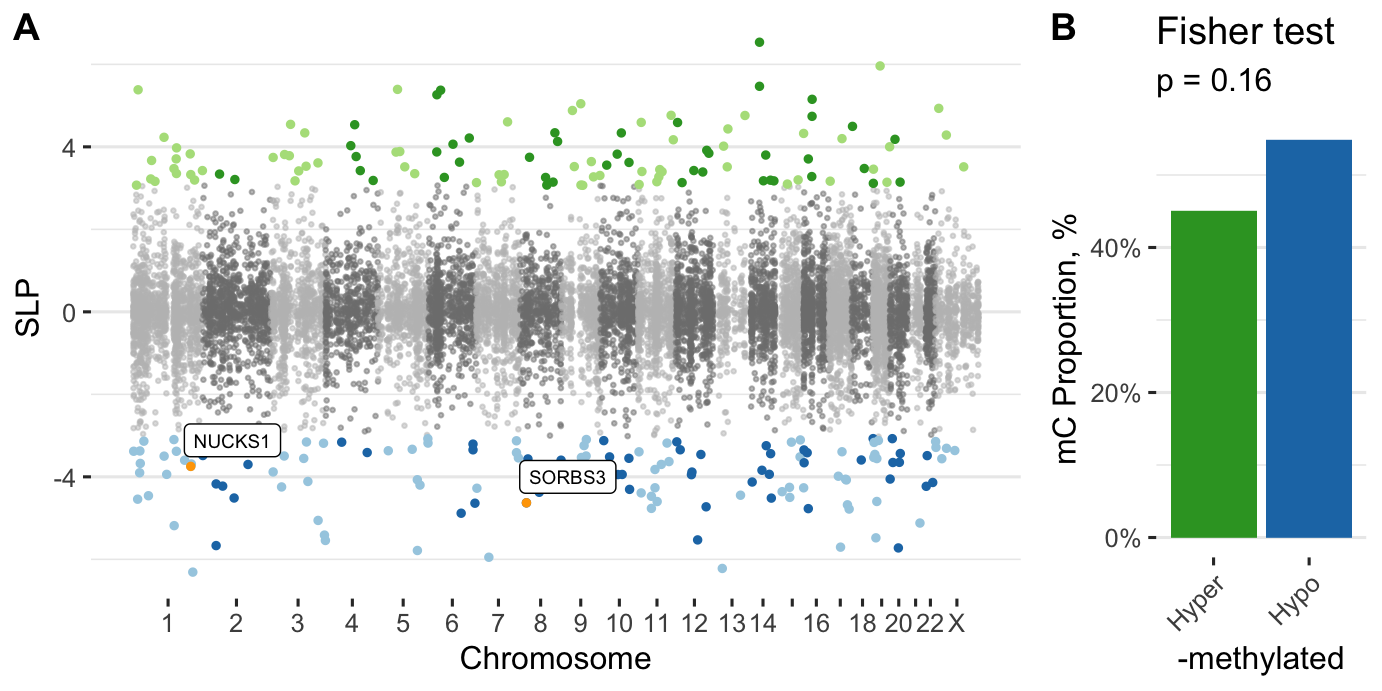 A
SLP
4
0
-4
NUCKS1
SORBS3
1 2 3 4 5 6 7 8 9 10 11 12 13 14 16 18 20 22 X
Chromosome
B
Fisher test
p = 0.16
mC Proportion, %
40%
20%
0%
Hyper
Hypo
-methylated